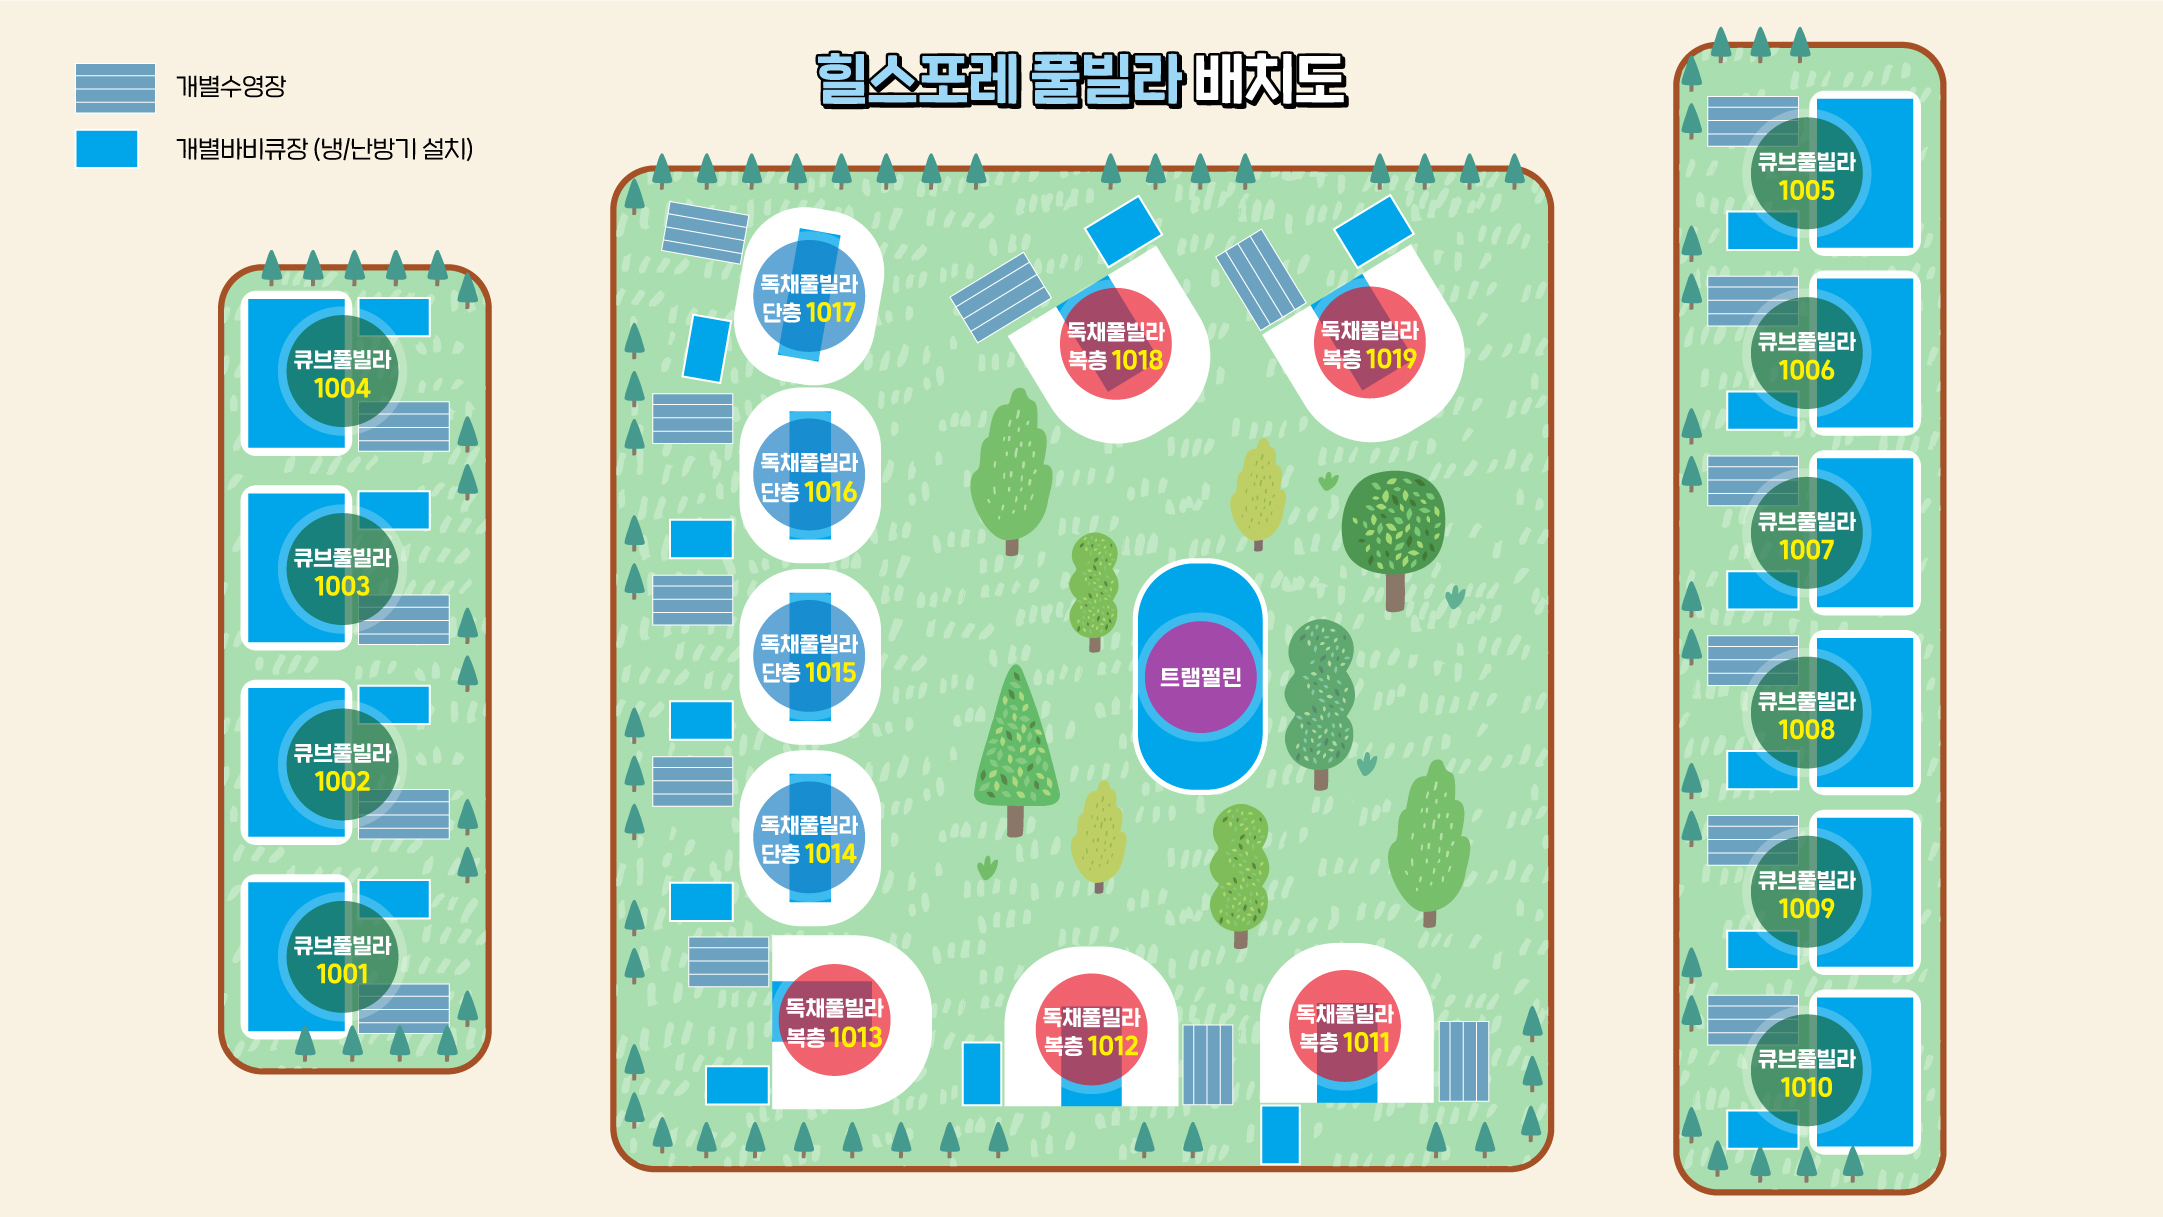 힐스포레 풀빌라 배치도
개별수영장
개별바비큐장 (냉/난방기 설치)
큐브풀빌라
1004
큐브풀빌라
1003
큐브풀빌라
1002
큐브풀빌라
1001
독채풀빌라
단층 1017
독채풀빌라
단층 1016
독채풀빌라
단층 1015
독채풀빌라
단층 1014
독채풀빌라
복층 1013
독채풀빌라
복층 1012
독채풀빌라
복층 1011
독채풀빌라
복층 1018
독채풀빌라
복층 1019
트램펄린
큐브풀빌라
1005
큐브풀빌라
1006
큐브풀빌라
1007
큐브풀빌라
1008
큐브풀빌라
1009
큐브풀빌라
1010